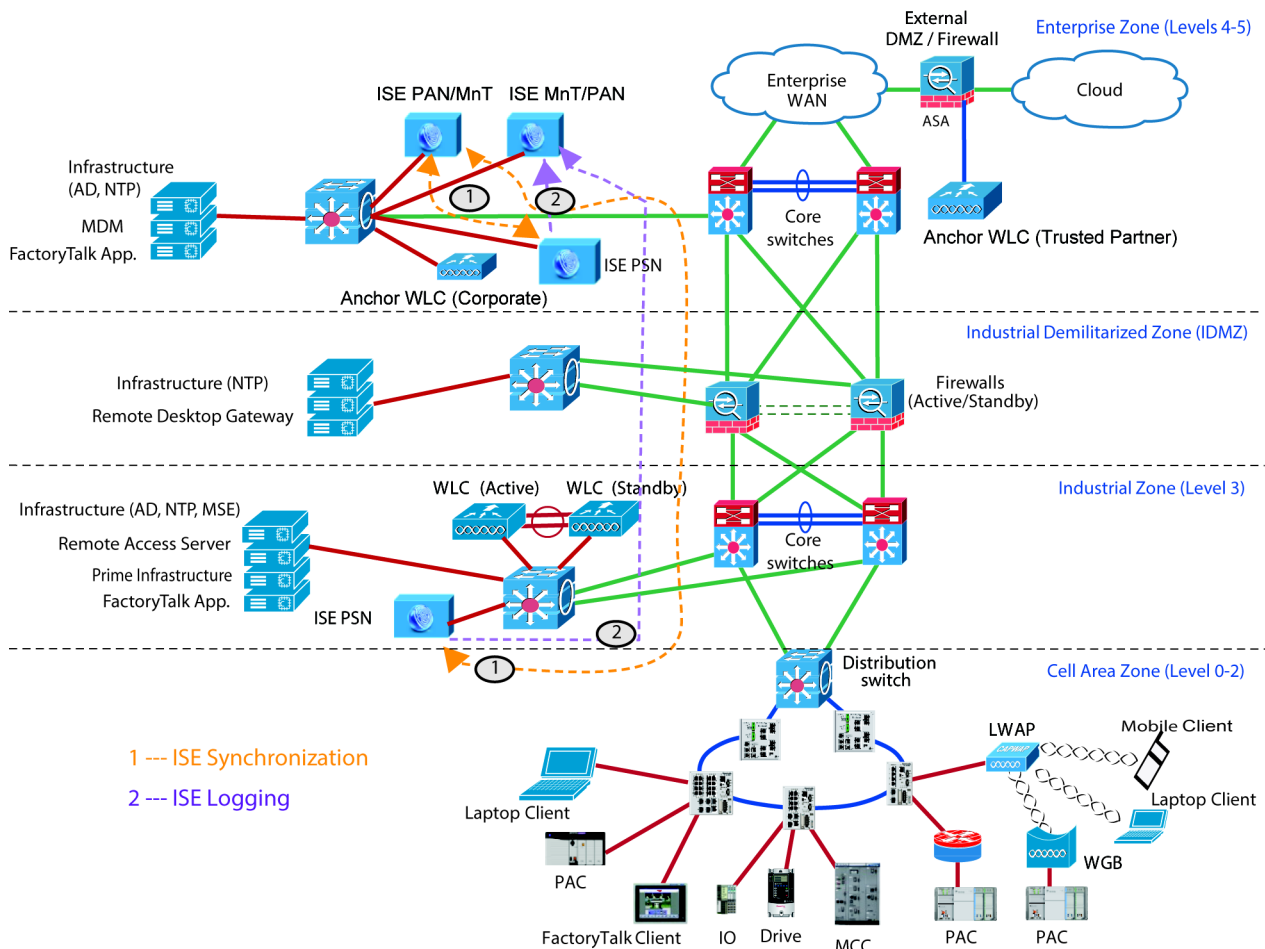 External
DMZ / Firewall
Enterprise Zone (Levels 4-5)
ISE PAN/MnT
ISE MnT/PAN
Enterprise
WAN
Cloud
ASA
Infrastructure
(AD, NTP)
MDM
FactoryTalk App.
1
2
Core
switches
Anchor WLC (Trusted Partner)
ISE PSN
Anchor WLC (Corporate)
Industrial Demilitarized Zone (IDMZ)
Infrastructure (NTP)
Remote Desktop Gateway
Firewalls
(Active/Standby)
WLC (Active)
WLC (Standby)
Industrial Zone (Level 3)
Infrastructure (AD, NTP, MSE)
Remote Access Server
Prime Infrastructure
FactoryTalk App.
Core
switches
ISE PSN
2
1
Distribution
switch
Cell Area Zone (Level 0-2)
1 --- ISE Synchronization
2 --- ISE Logging
LWAP
Mobile Client
CAPWAP
Laptop Client
Laptop Client
WGB
PAC
FactoryTalk Client
IO
Drive
MCC
PAC
PAC